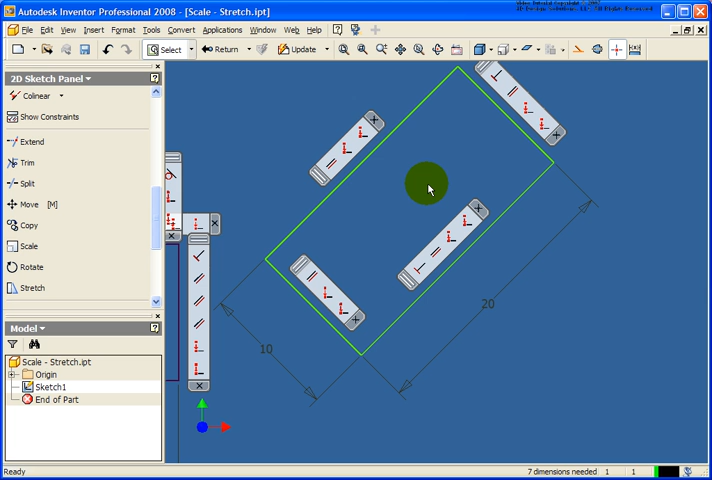 Autodesk Inventor Professional 2008 - [Scale - Stretch.ipt]
File Edit View Insert Format Tools Convert Applications Window Web Help
Select Return Update
2D Sketch Panel
Colinear
Show Constraints
Extend
Trim
Split
Move [M]
Copy
Scale
Rotate
Stretch
10
20
Model
Scale - Stretch.ipt
Origin
Sketch1
End of Part
Ready 7 dimensions needed 1 1